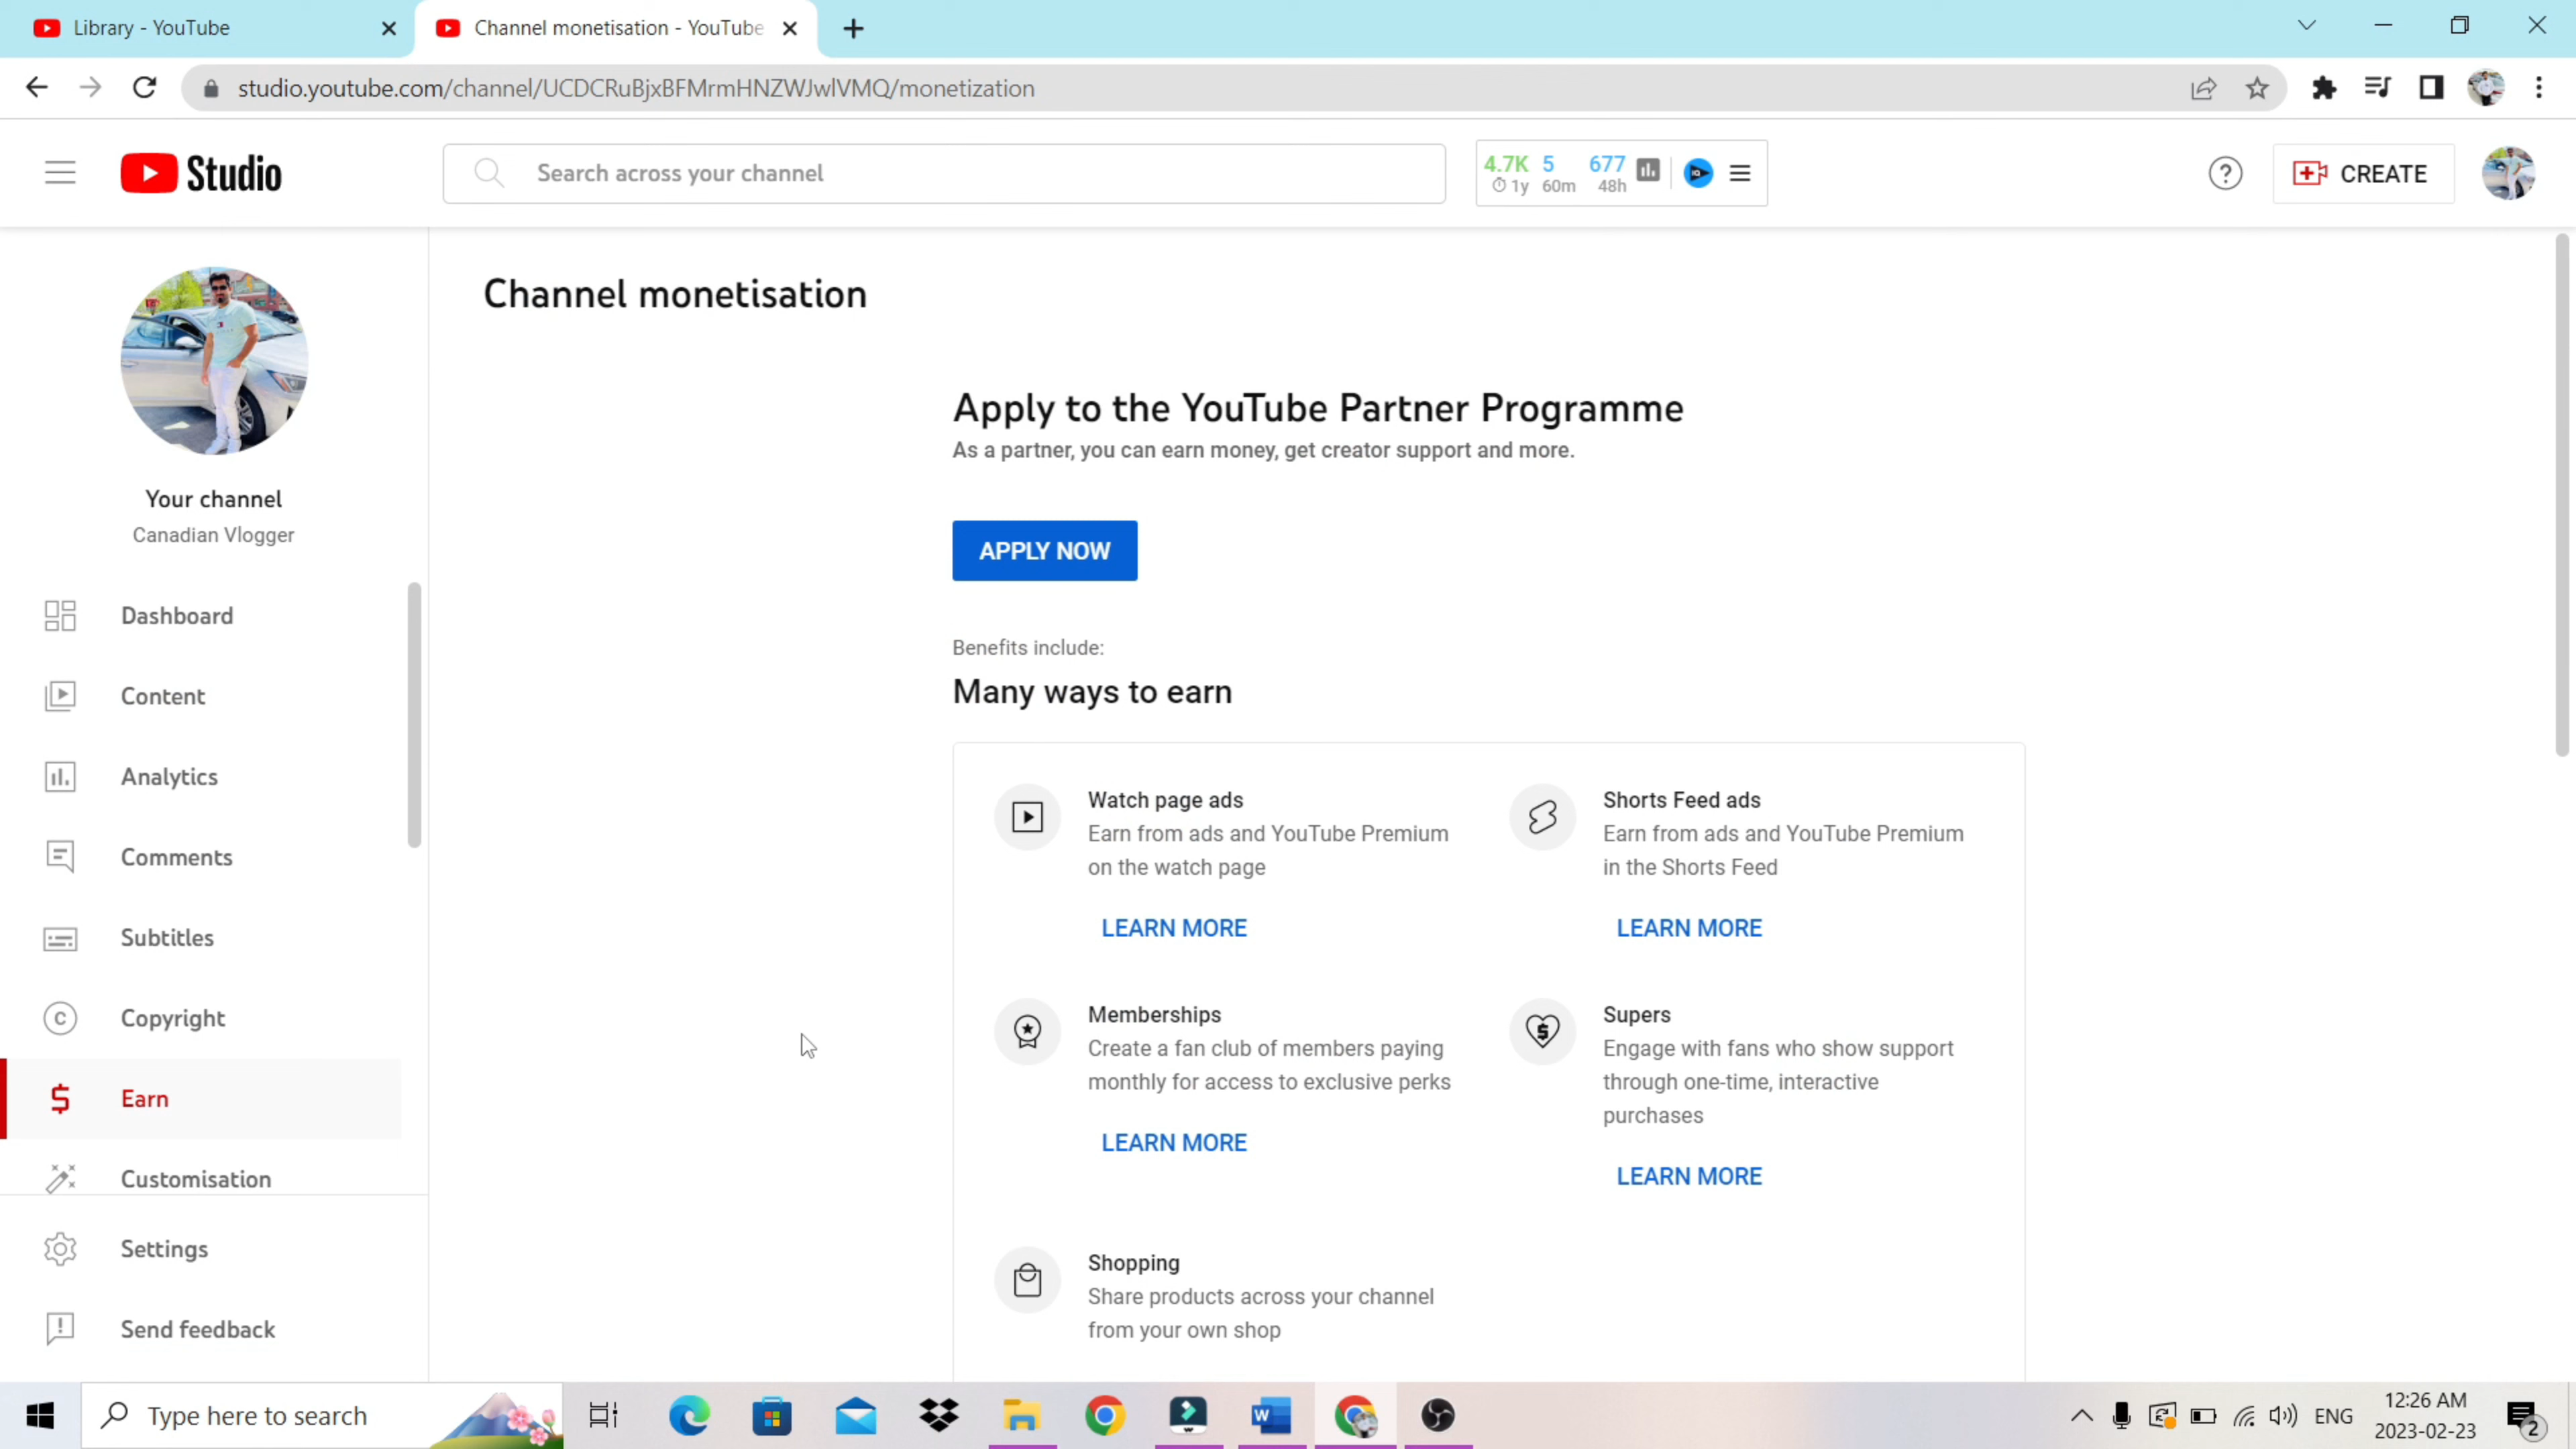 Library - YouTube
Channel monetisation - YouTube
studio.youtube.com/channel/UCDCRuBjxBFMrmHNZWJwlVMQ/monetization
Studio
Search across your channel
4.7K 5 677
1y 60m 48h
CREATE
Your channel
Canadian Vlogger
Dashboard
Content
Analytics
Comments
Subtitles
Copyright
Earn
Customisation
Settings
Send feedback
Channel monetisation
Apply to the YouTube Partner Programme
As a partner, you can earn money, get creator support and more.
APPLY NOW
Benefits include:
Many ways to earn
Watch page ads
Earn from ads and YouTube Premium
on the watch page
LEARN MORE
Shorts Feed ads
Earn from ads and YouTube Premium
in the Shorts Feed
LEARN MORE
Memberships
Create a fan club of members paying
monthly for access to exclusive perks
LEARN MORE
Supers
Engage with fans who show support
through one-time, interactive
purchases
LEARN MORE
Shopping
Share products across your channel
from your own shop
Type here to search
ENG
12:26 AM
2023-02-23
2